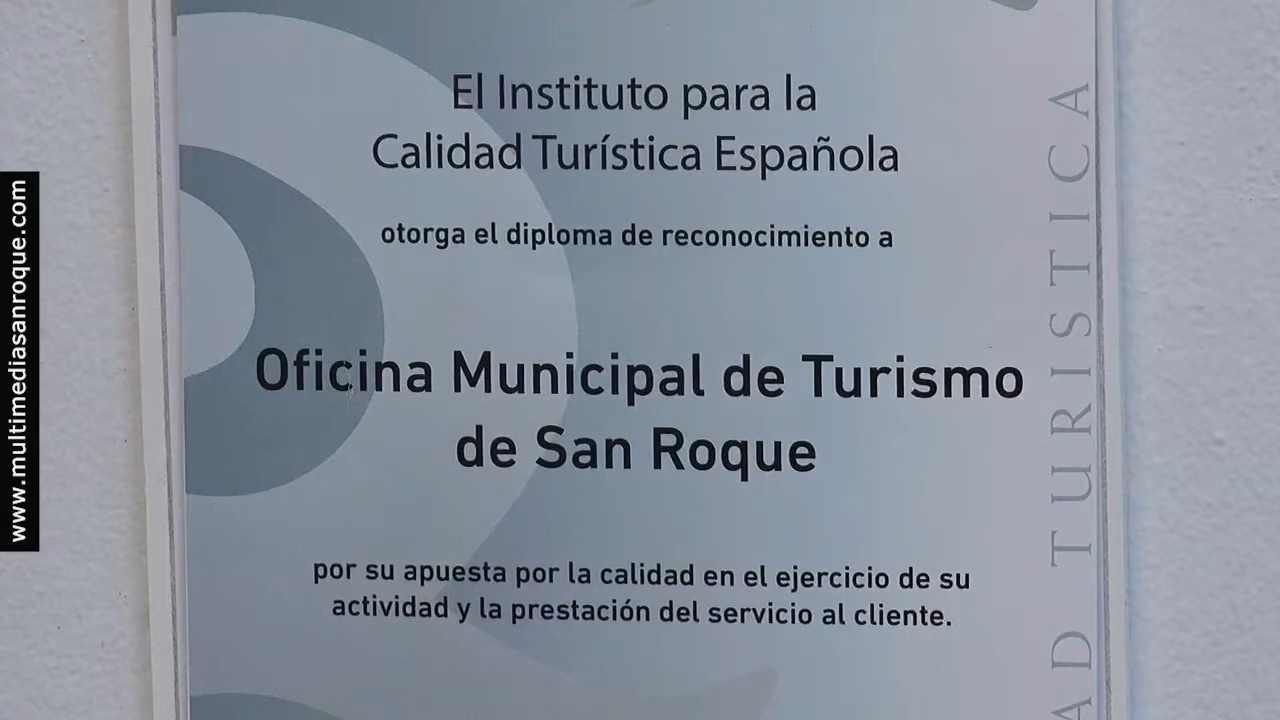 El Instituto para la
Calidad Turística Española
otorga el diploma de reconocimiento a
Oficina Municipal de Turismo
de San Roque
por su apuesta por la calidad en el ejercicio de su
actividad y la prestación del servicio al cliente.
AD TURISTICA
www.multimediasanroque.com